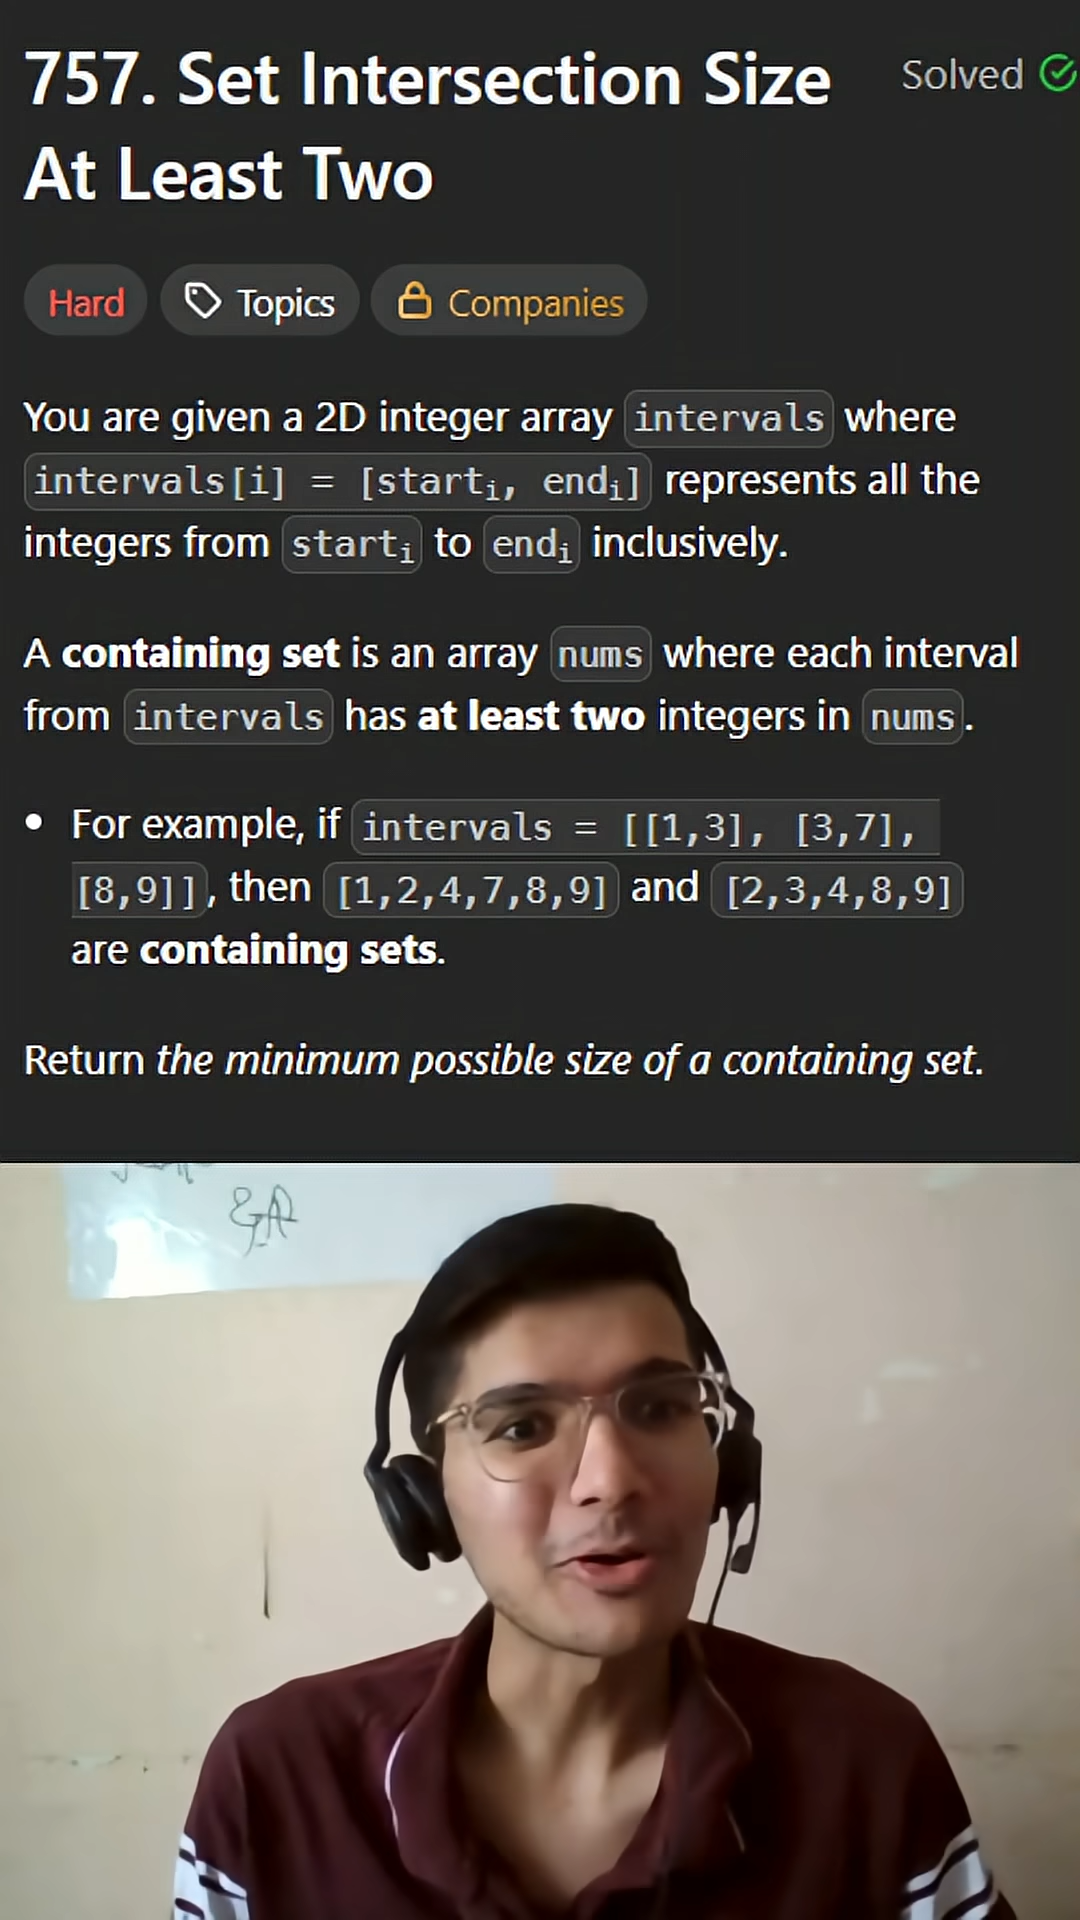 757. Set Intersection Size
At Least Two
Solved
Hard
Topics
Companies
You are given a 2D integer array intervals where
intervals[i] = [startᵢ, endᵢ] represents all the
integers from startᵢ to endᵢ inclusively.
A containing set is an array nums where each interval
from intervals has at least two integers in nums.
• For example, if intervals = [[1,3], [3,7],
[8,9]], then [1,2,4,7,8,9] and [2,3,4,8,9]
are containing sets.
Return the minimum possible size of a containing set.